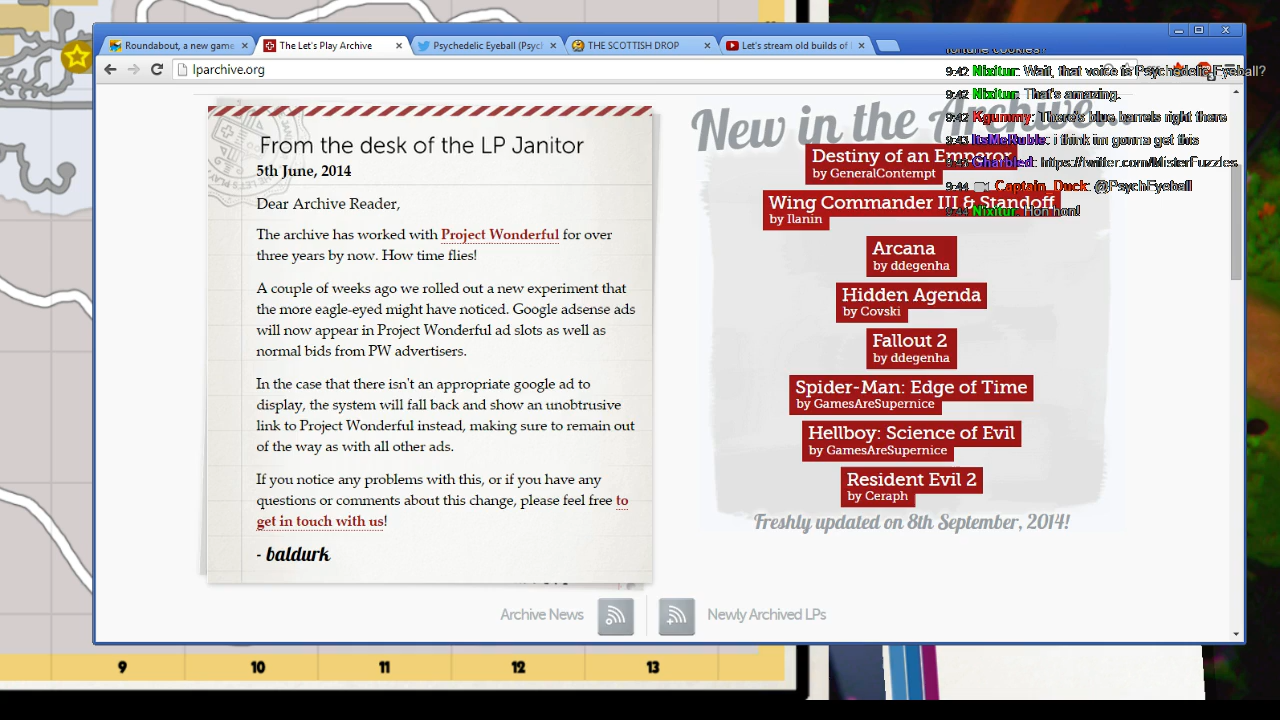 Roundabout, a new game
The Let's Play Archive
Psychedelic Eyeball (Psyc
THE SCOTTISH DROP
Let's stream old builds of
lparchive.org
fortune cookies?
9:42 Nixitur: Wait, that voice is Psychedelic Eyeball?
9:42 Nixitur: That's amazing.
9:42 Kgummy: There's blue barrels right there
i think im gonna get this
https://twitter.com/MisterFuzzles
9:44 Captain_Duck: @PsychEyeball
9:44 Nixitur: Hon hon!
From the desk of the LP Janitor
5th June, 2014
Dear Archive Reader,
The archive has worked with Project Wonderful for over
three years by now. How time flies!
A couple of weeks ago we rolled out a new experiment that
the more eagle-eyed might have noticed. Google adsense ads
will now appear in Project Wonderful ad slots as well as
normal bids from PW advertisers.
In the case that there isn't an appropriate google ad to
display, the system will fall back and show an unobtrusive
link to Project Wonderful instead, making sure to remain out
of the way as with all other ads.
If you notice any problems with this, or if you have any
questions or comments about this change, please feel free to
get in touch with us!
- baldurk
New in the Archive...
Destiny of an Emperor
by GeneralContempt
Wing Commander III & Standoff
by Ilanin
Arcana
by ddegenha
Hidden Agenda
by Covski
Fallout 2
by ddegenha
Spider-Man: Edge of Time
by GamesAreSupernice
Hellboy: Science of Evil
by GamesAreSupernice
Resident Evil 2
by Ceraph
Freshly updated on 8th September, 2014!
Archive News
Newly Archived LPs
9 10 11 12 13